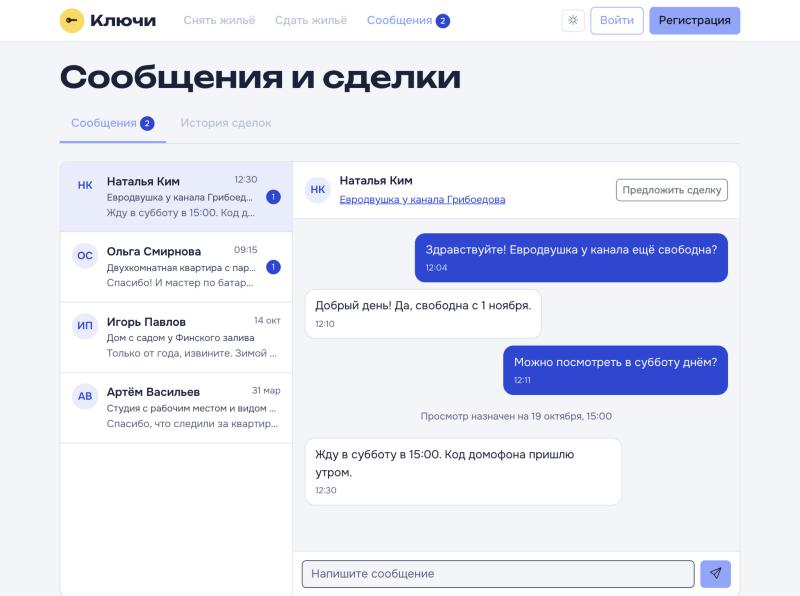 Ключи
Снять жильё Сдать жильё Сообщения 2
Войти Регистрация
Сообщения и сделки
Сообщения 2 История сделок
НК Наталья Ким 12:30
Евродвушка у канала Грибоед... 1
Жду в субботу в 15:00. Код д...
ОС Ольга Смирнова 09:15
Двухкомнатная квартира с пар... 1
Спасибо! И мастер по батар...
ИП Игорь Павлов 14 окт
Дом с садом у Финского залива
Только от года, извините. Зимой ...
АВ Артём Васильев 31 мар
Студия с рабочим местом и видом ...
Спасибо, что следили за квартир...
НК Наталья Ким
Евродвушка у канала Грибоедова
Предложить сделку
Здравствуйте! Евродвушка у канала ещё свободна?
12:04
Добрый день! Да, свободна с 1 ноября.
12:10
Можно посмотреть в субботу днём?
12:11
Просмотр назначен на 19 октября, 15:00
Жду в субботу в 15:00. Код домофона пришлю
утром.
12:30
Напишите сообщение